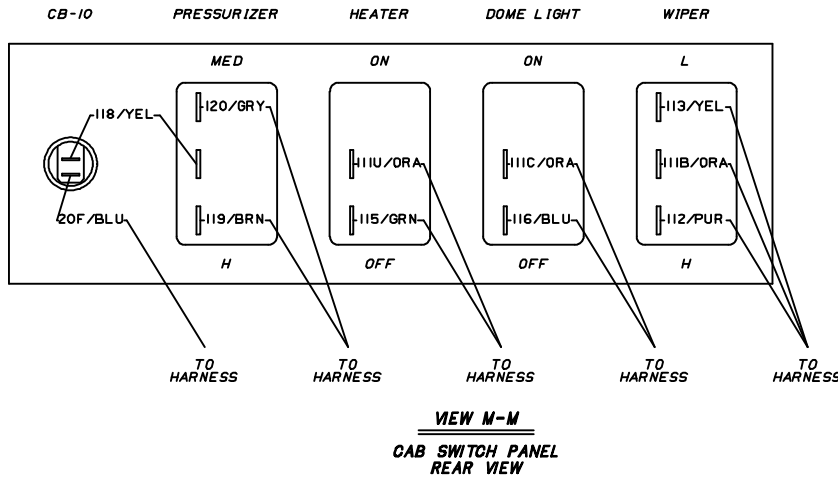 CB-10 PRESSURIZER HEATER DOME LIGHT WIPER
MED ON ON L
118/YEL 120/GRY 113/YEL
111U/ORA 111C/ORA 111B/ORA
20F/BLU 119/BRN 115/GRN 116/BLU 112/PUR
H OFF OFF H
TO HARNESS TO HARNESS TO HARNESS TO HARNESS TO HARNESS
VIEW M-M
CAB SWITCH PANEL
REAR VIEW